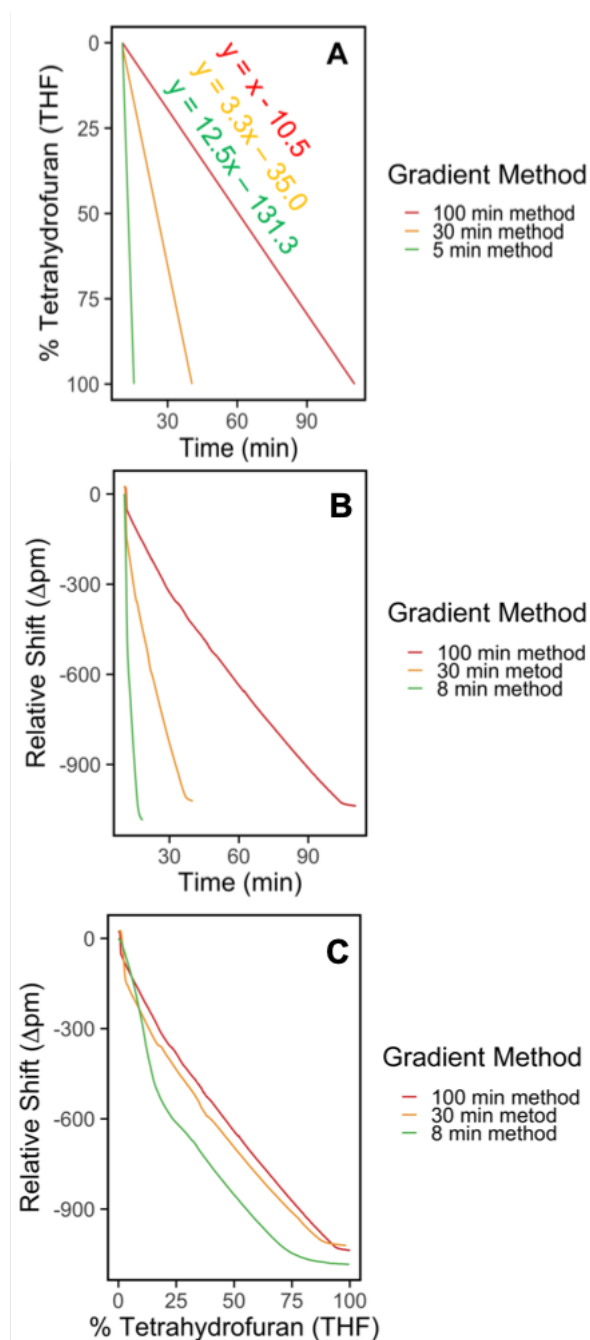 A
0
25
50
75
100
% Tetrahydrofuran (THF)
y = x - 10.5
y = 3.3x – 35.0
y = 12.5x – 131.3
30
60
90
Time (min)
Gradient Method
100 min method
30 min method
5 min method
B
0
-300
-600
-900
Relative Shift (Δpm)
30
60
90
Time (min)
Gradient Method
100 min method
30 min metod
8 min method
C
0
-300
-600
-900
Relative Shift (Δpm)
0
25
50
75
100
% Tetrahydrofuran (THF)
Gradient Method
100 min method
30 min metod
8 min method